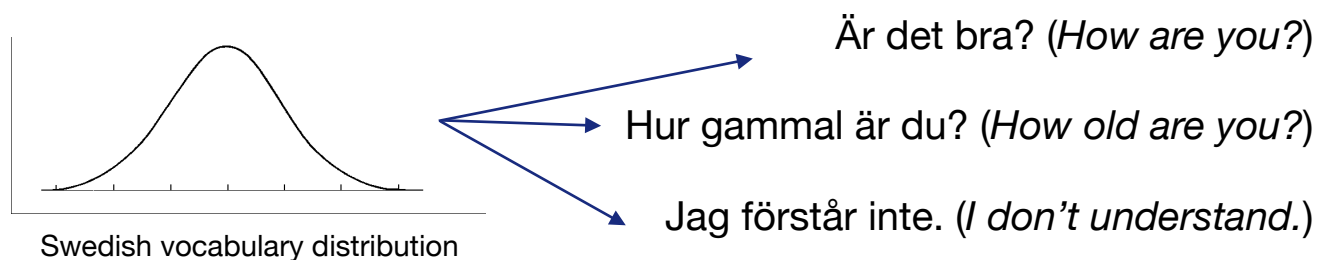 Är det bra? (How are you?)
Hur gammal är du? (How old are you?)
Jag förstår inte. (I don’t understand.)
Swedish vocabulary distribution